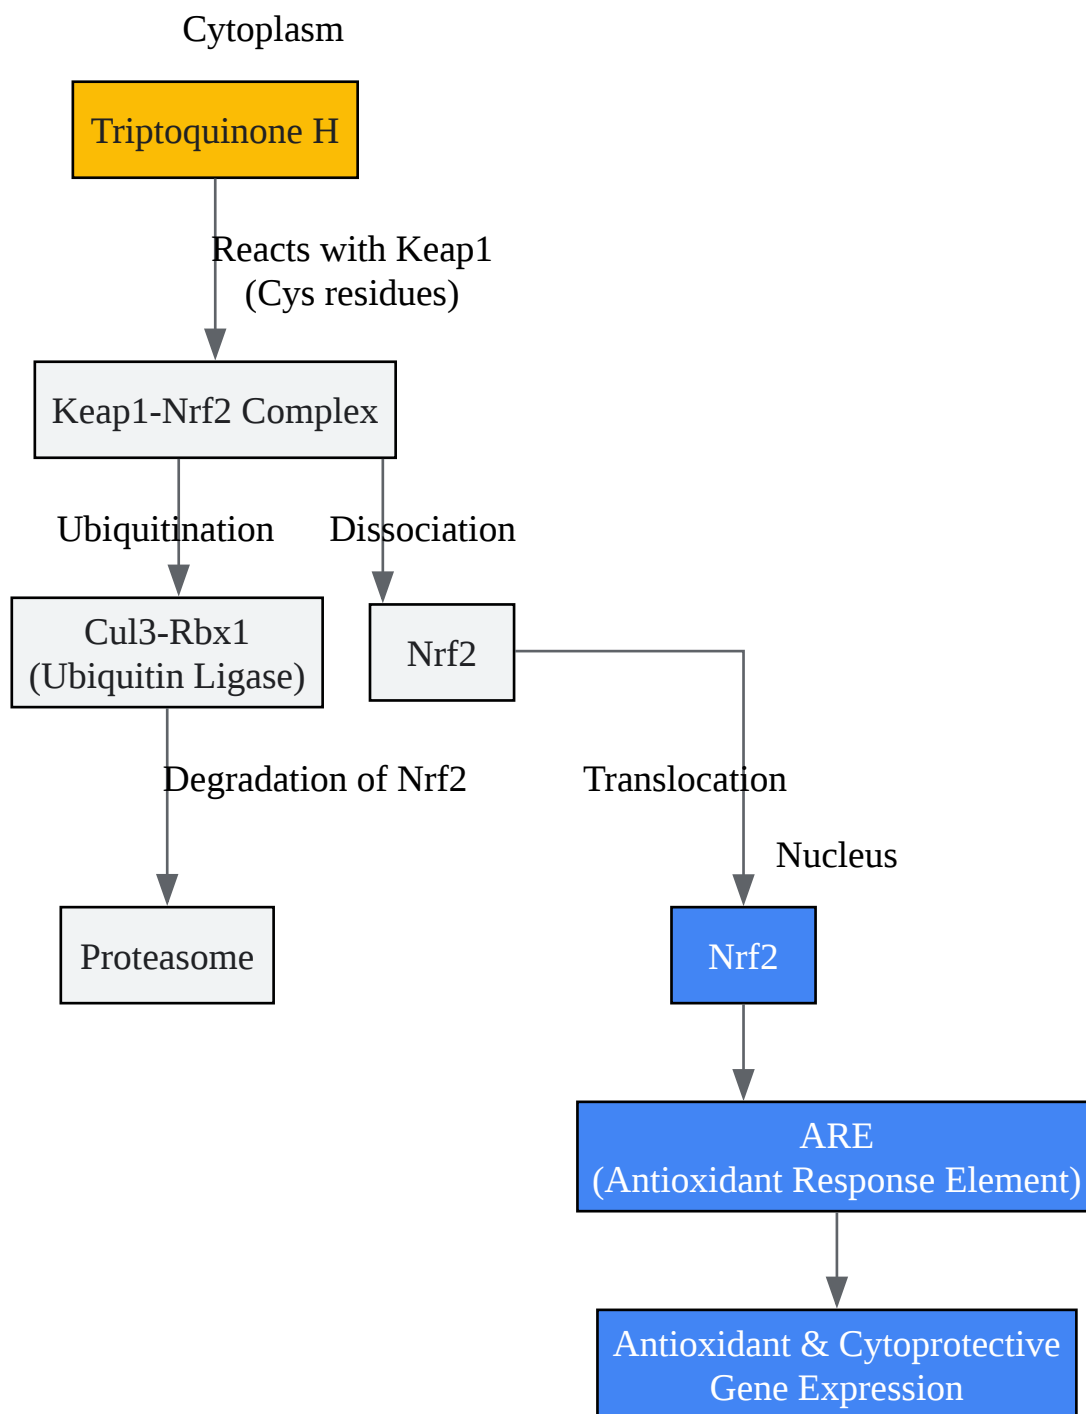 Cytoplasm
Triptoquinone H
Reacts with Keap1
(Cys residues)
Keap1-Nrf2 Complex
Ubiquitination
Dissociation
Cul3-Rbx1
(Ubiquitin Ligase)
Nrf2
Degradation of Nrf2
Translocation
Nucleus
Proteasome
Nrf2
ARE
(Antioxidant Response Element)
Antioxidant & Cytoprotective
Gene Expression